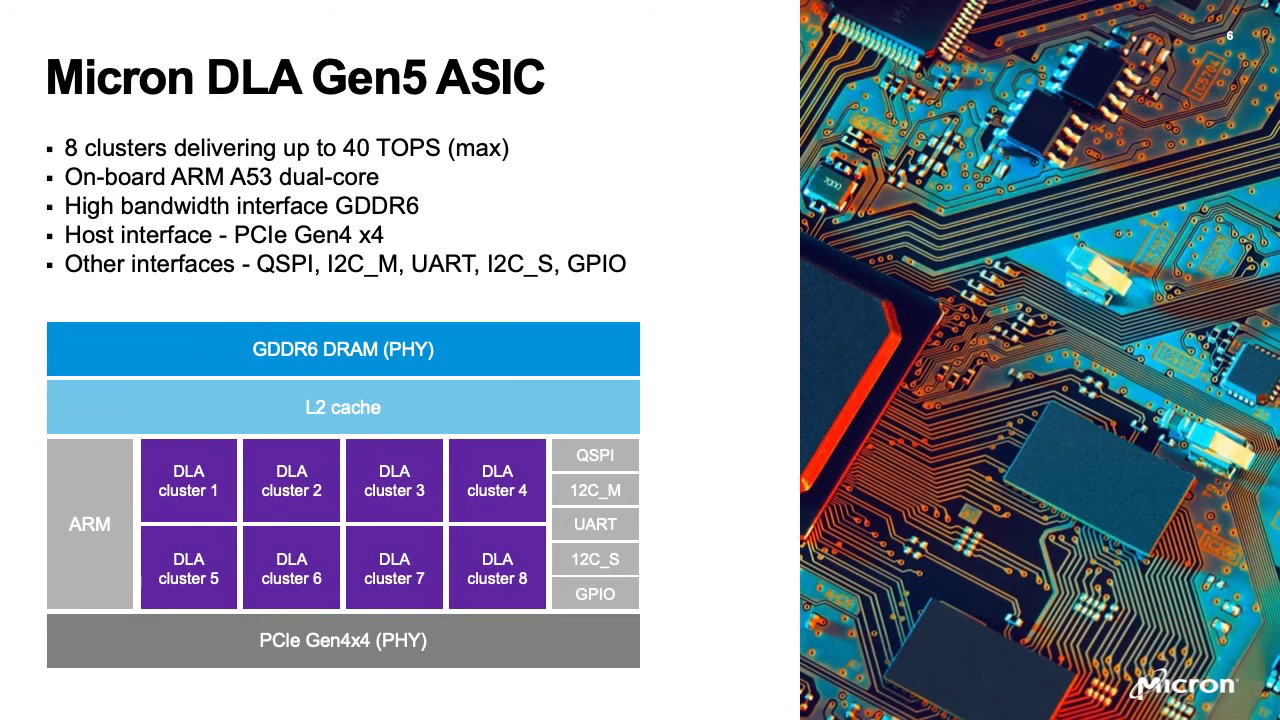 6
Micron DLA Gen5 ASIC
▪ 8 clusters delivering up to 40 TOPS (max)
▪ On-board ARM A53 dual-core
▪ High bandwidth interface GDDR6
▪ Host interface - PCIe Gen4 x4
▪ Other interfaces - QSPI, I2C_M, UART, I2C_S, GPIO
GDDR6 DRAM (PHY)
L2 cache
ARM
DLA
cluster 1
DLA
cluster 2
DLA
cluster 3
DLA
cluster 4
DLA
cluster 5
DLA
cluster 6
DLA
cluster 7
DLA
cluster 8
QSPI
12C_M
UART
12C_S
GPIO
PCIe Gen4x4 (PHY)
IC5704
Micron